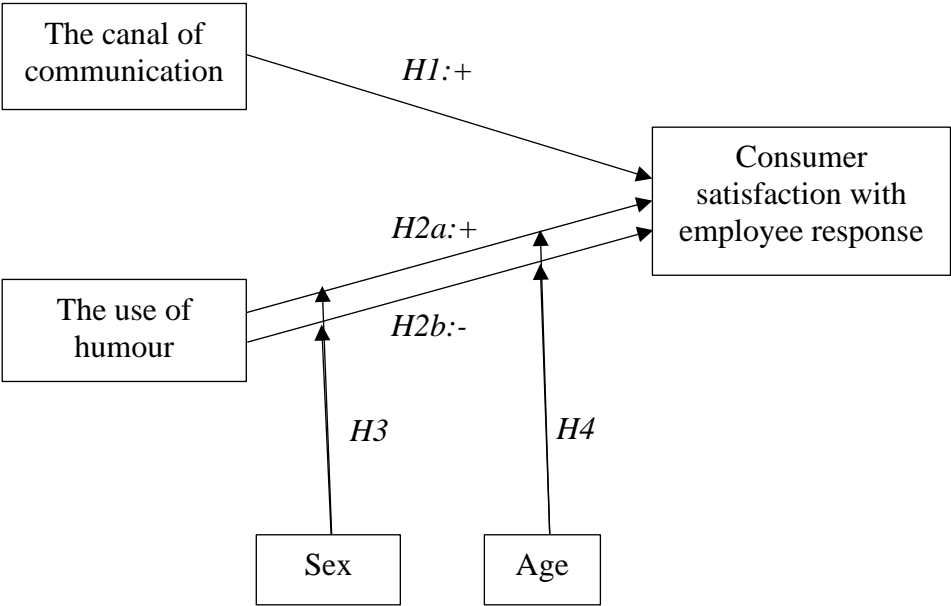 The canal of
communication
H1:+
Consumer
satisfaction with
employee response
H2a:+
The use of
humour
H2b:-
H3
H4
Sex
Age